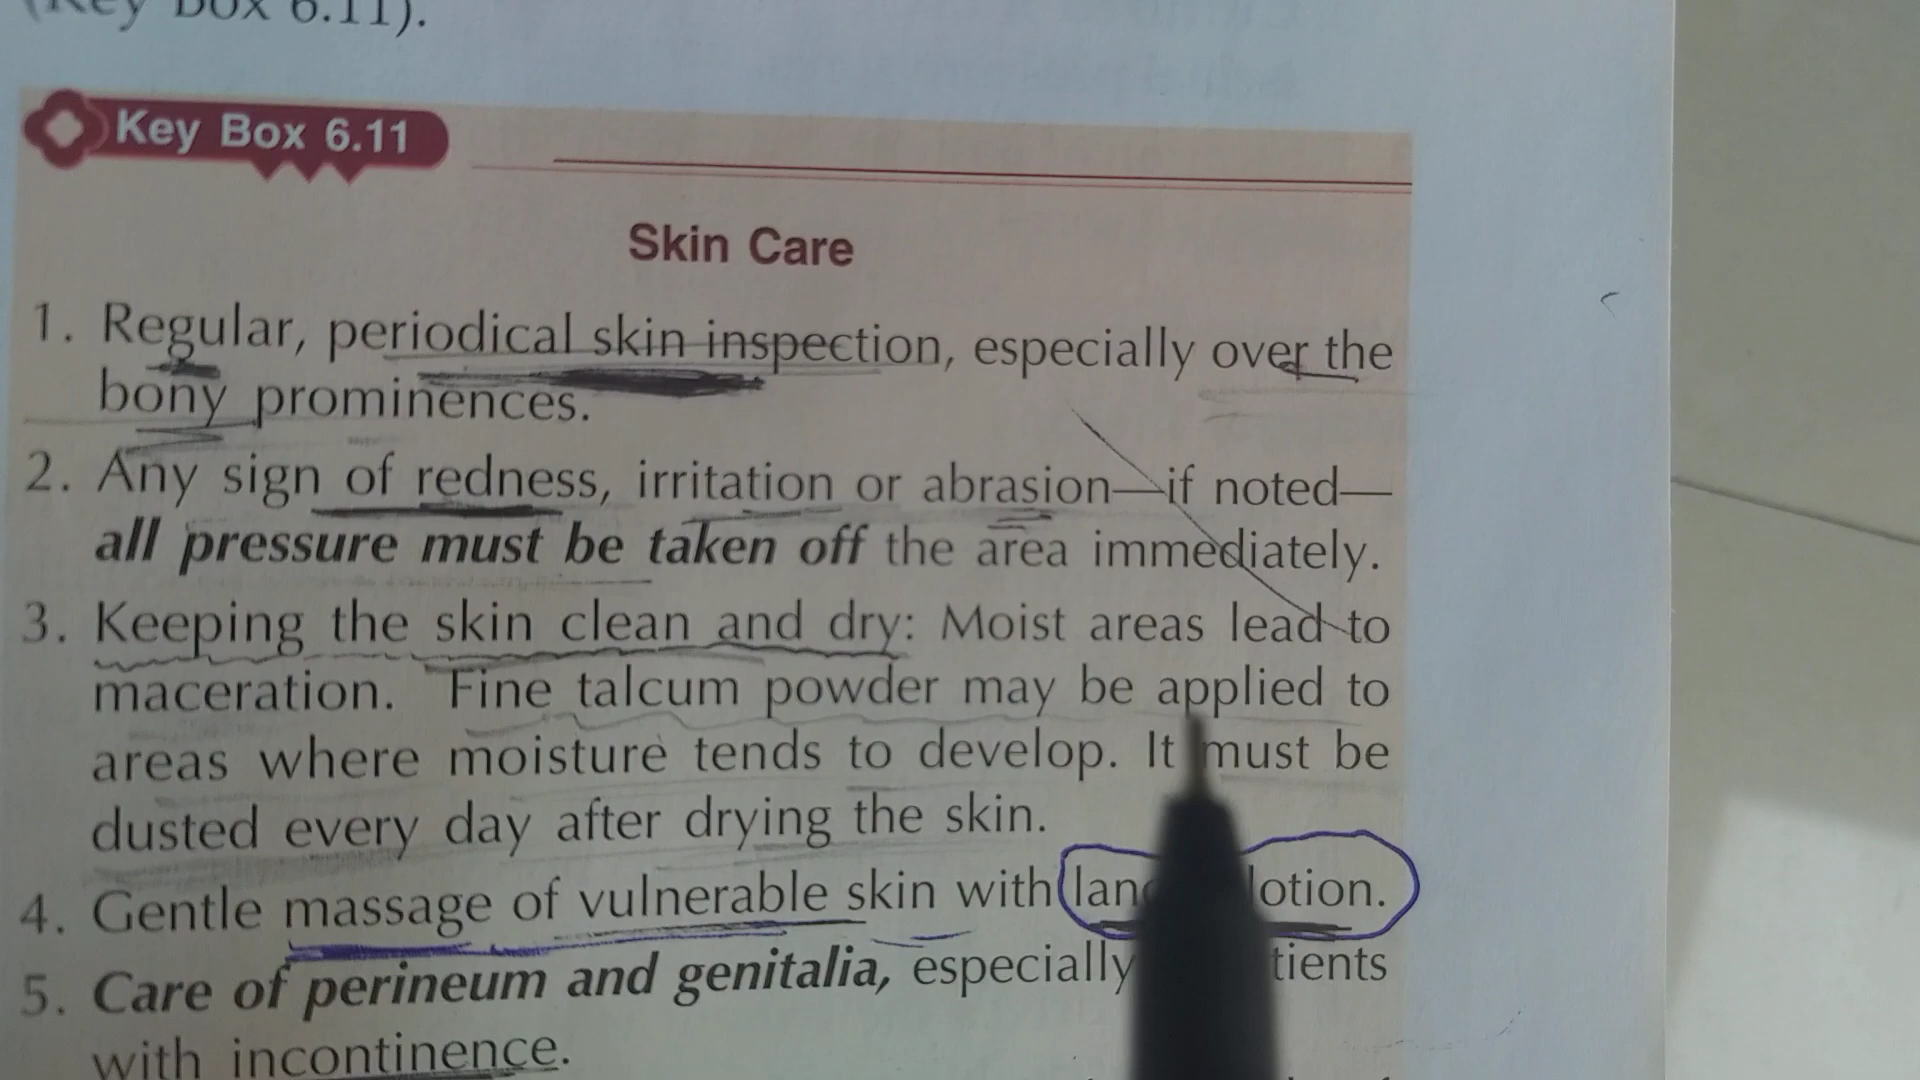 (Key Box 6.11).
Key Box 6.11
Skin Care
1. Regular, periodical skin inspection, especially over the
bony prominences.
2. Any sign of redness, irritation or abrasion—if noted—
all pressure must be taken off the area immediately.
3. Keeping the skin clean and dry: Moist areas lead to
maceration. Fine talcum powder may be applied to
areas where moisture tends to develop. It must be
dusted every day after drying the skin.
4. Gentle massage of vulnerable skin with lotion.
5. Care of perineum and genitalia, especially
with incontinence.